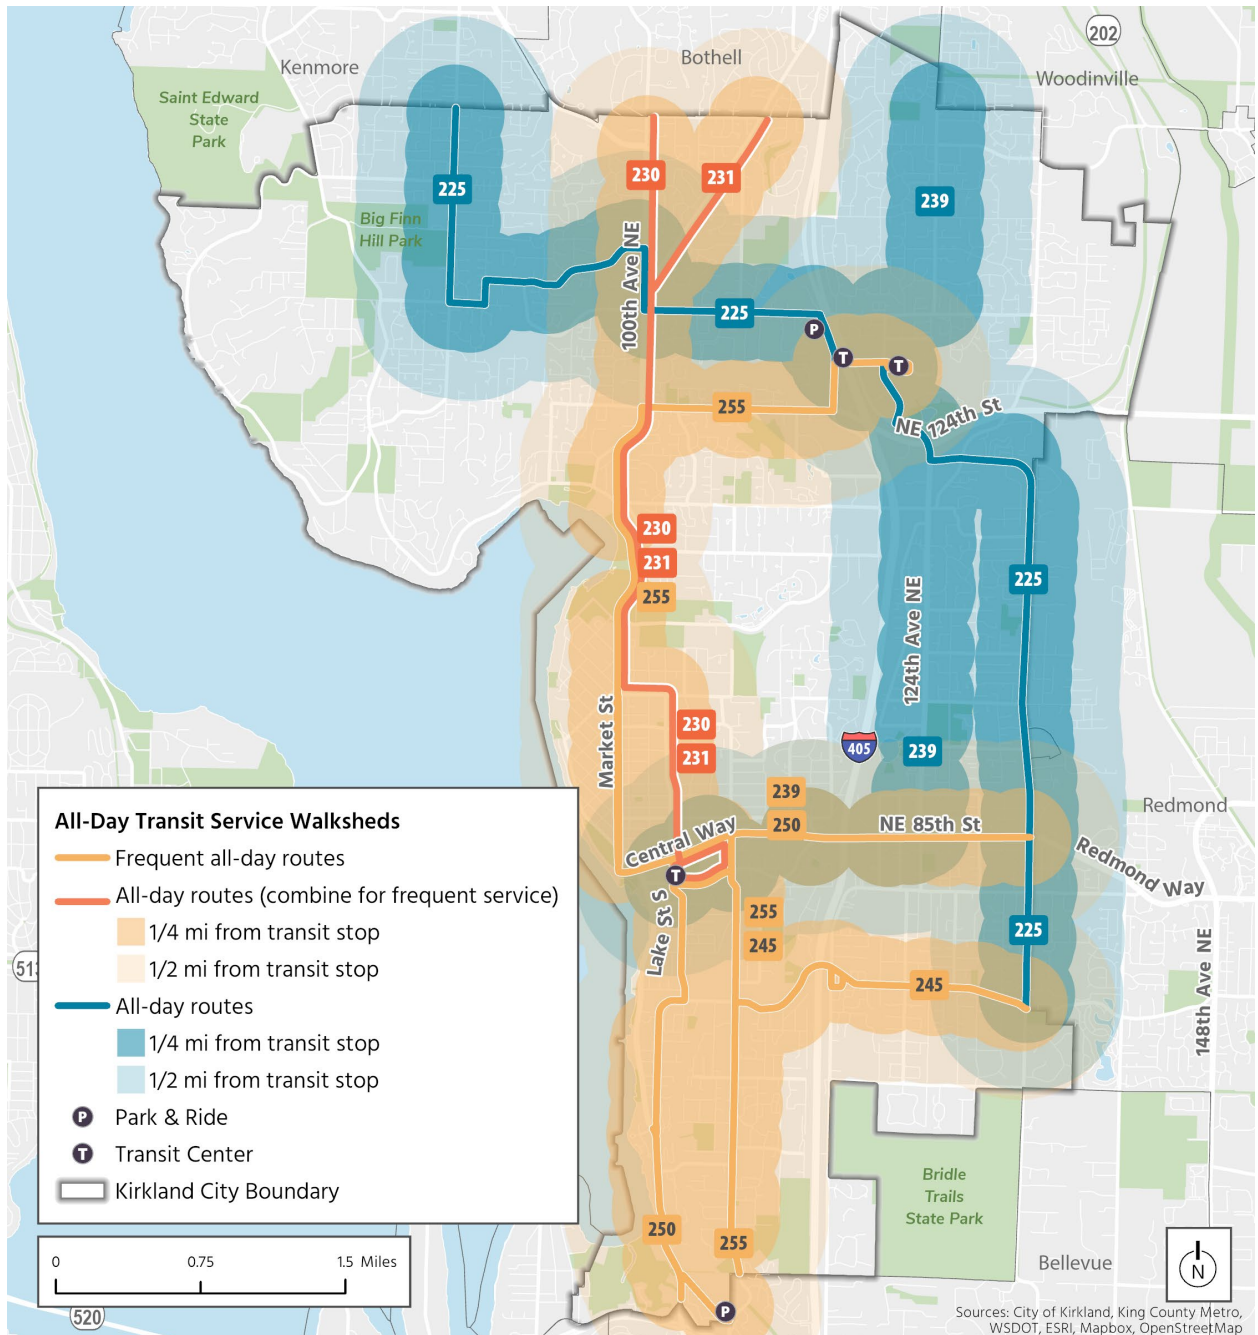 Kenmore
Bothell
202
Woodinville
Saint Edward
State
Park
225
230
231
239
Big Finn
Hill Park
100th Ave NE
225
P
T
T
255
NE 124th St
230
231
255
225
124th Ave NE
Market St
230
231
405
239
239
250
NE 85th St
Redmond
Central Way
Redmond Way
T
Lake St S
255
245
225
245
148th Ave NE
513
All-Day Transit Service Walksheds
Frequent all-day routes
All-day routes (combine for frequent service)
1/4 mi from transit stop
1/2 mi from transit stop
All-day routes
1/4 mi from transit stop
1/2 mi from transit stop
P Park & Ride
T Transit Center
Kirkland City Boundary
Bridle
Trails
State Park
250
255
Bellevue
0 0.75 1.5 Miles
P
N
520
Sources: City of Kirkland, King County Metro,
WSDOT, ESRI, Mapbox, OpenStreetMap